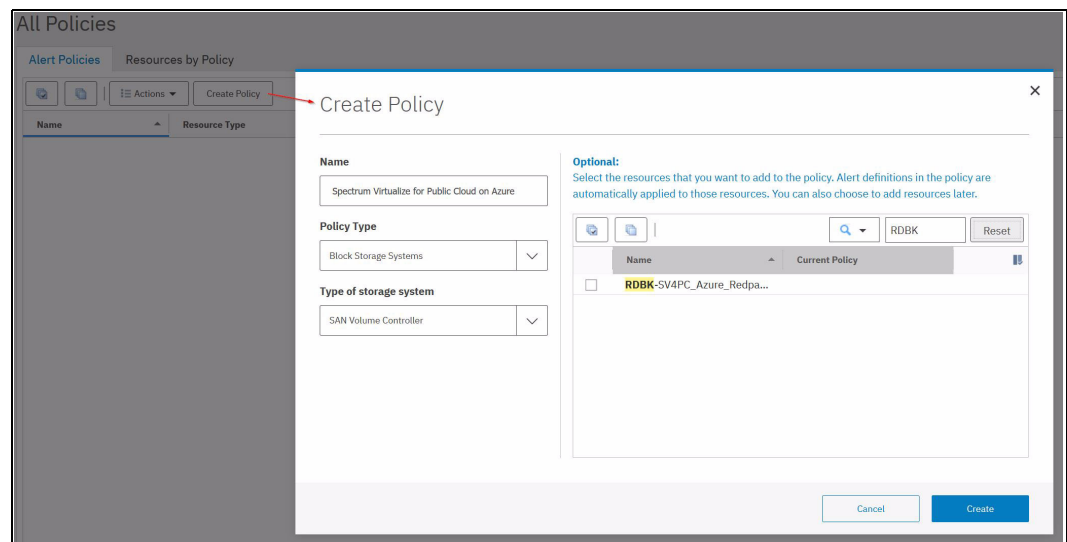 All Policies
Alert Policies
Resources by Policy
Actions
Create Policy
Name
Resource Type
Create Policy
Name
Spectrum Virtualize for Public Cloud on Azure
Policy Type
Block Storage Systems
Type of storage system
SAN Volume Controller
Optional:
Select the resources that you want to add to the policy. Alert definitions in the policy are
automatically applied to those resources. You can also choose to add resources later.
RDBK
Reset
Name
Current Policy
RDBK-SV4PC_Azure_Redpa...
Cancel
Create